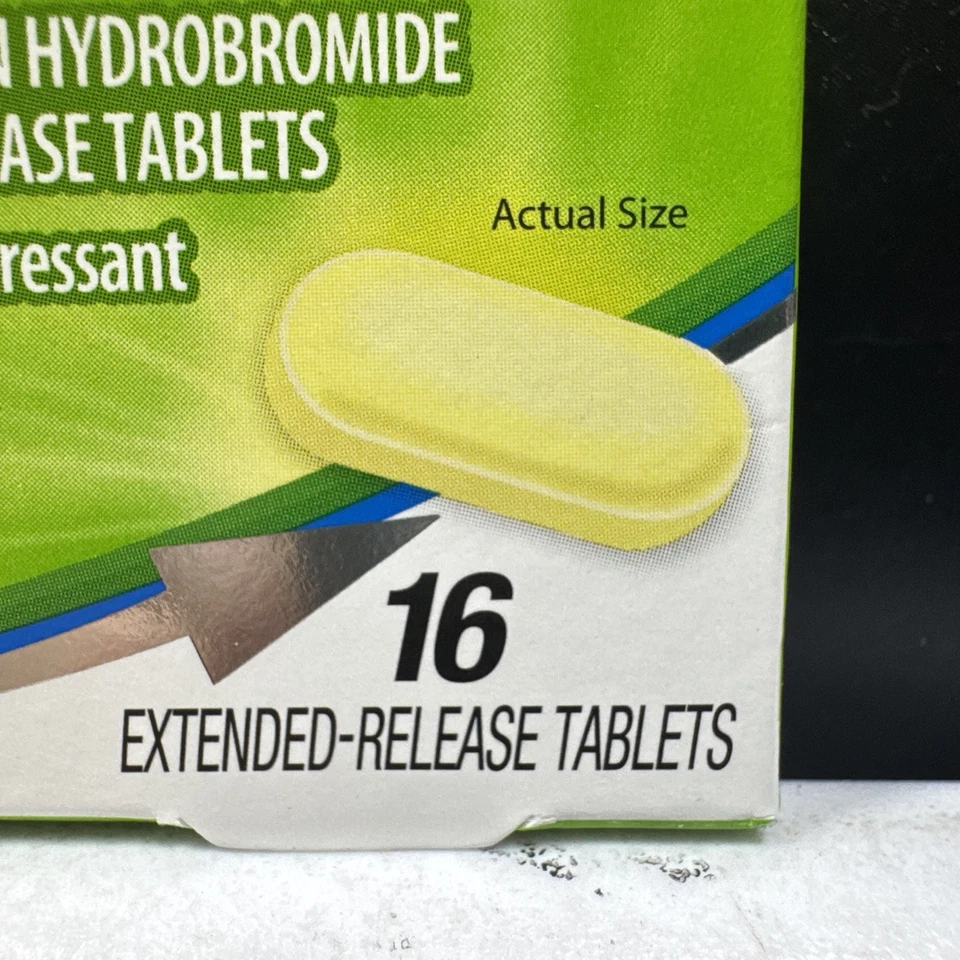 N HYDROBROMIDE
ASE TABLETS
ressant
Actual Size
16
EXTENDED-RELEASE TABLETS